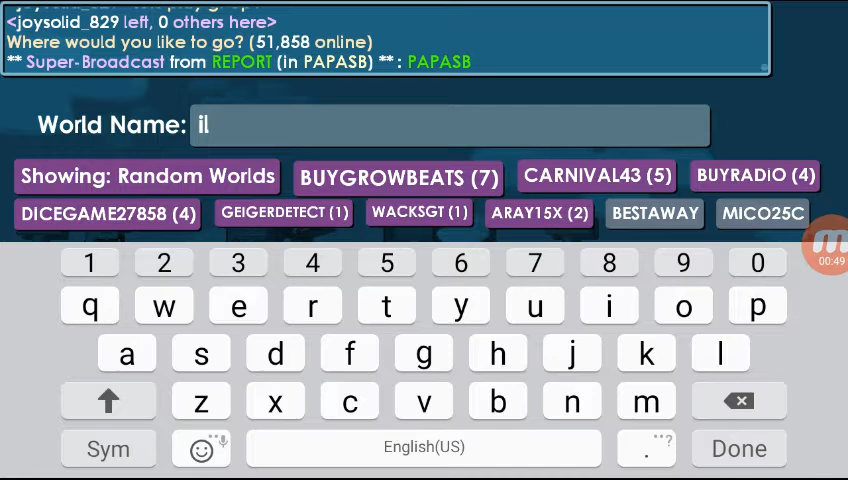 <joysolid_829 left, 0 others here>
Where would you like to go? (51,858 online)
** Super-Broadcast from REPORT (in PAPASB) ** : PAPASB
World Name: il
Showing: Random Worlds BUYGROWBEATS (7) CARNIVAL43 (5) BUYRADIO (4)
DICEGAME27858 (4) GEIGERDETECT (1) WACKSGT (1) ARAY15X (2) BESTAWAY MICO25C
00:49
1 2 3 4 5 6 7 8 9 0
q w e r t y u i o p
a s d f g h j k l
z x c v b n m
Sym English(US) . ? Done